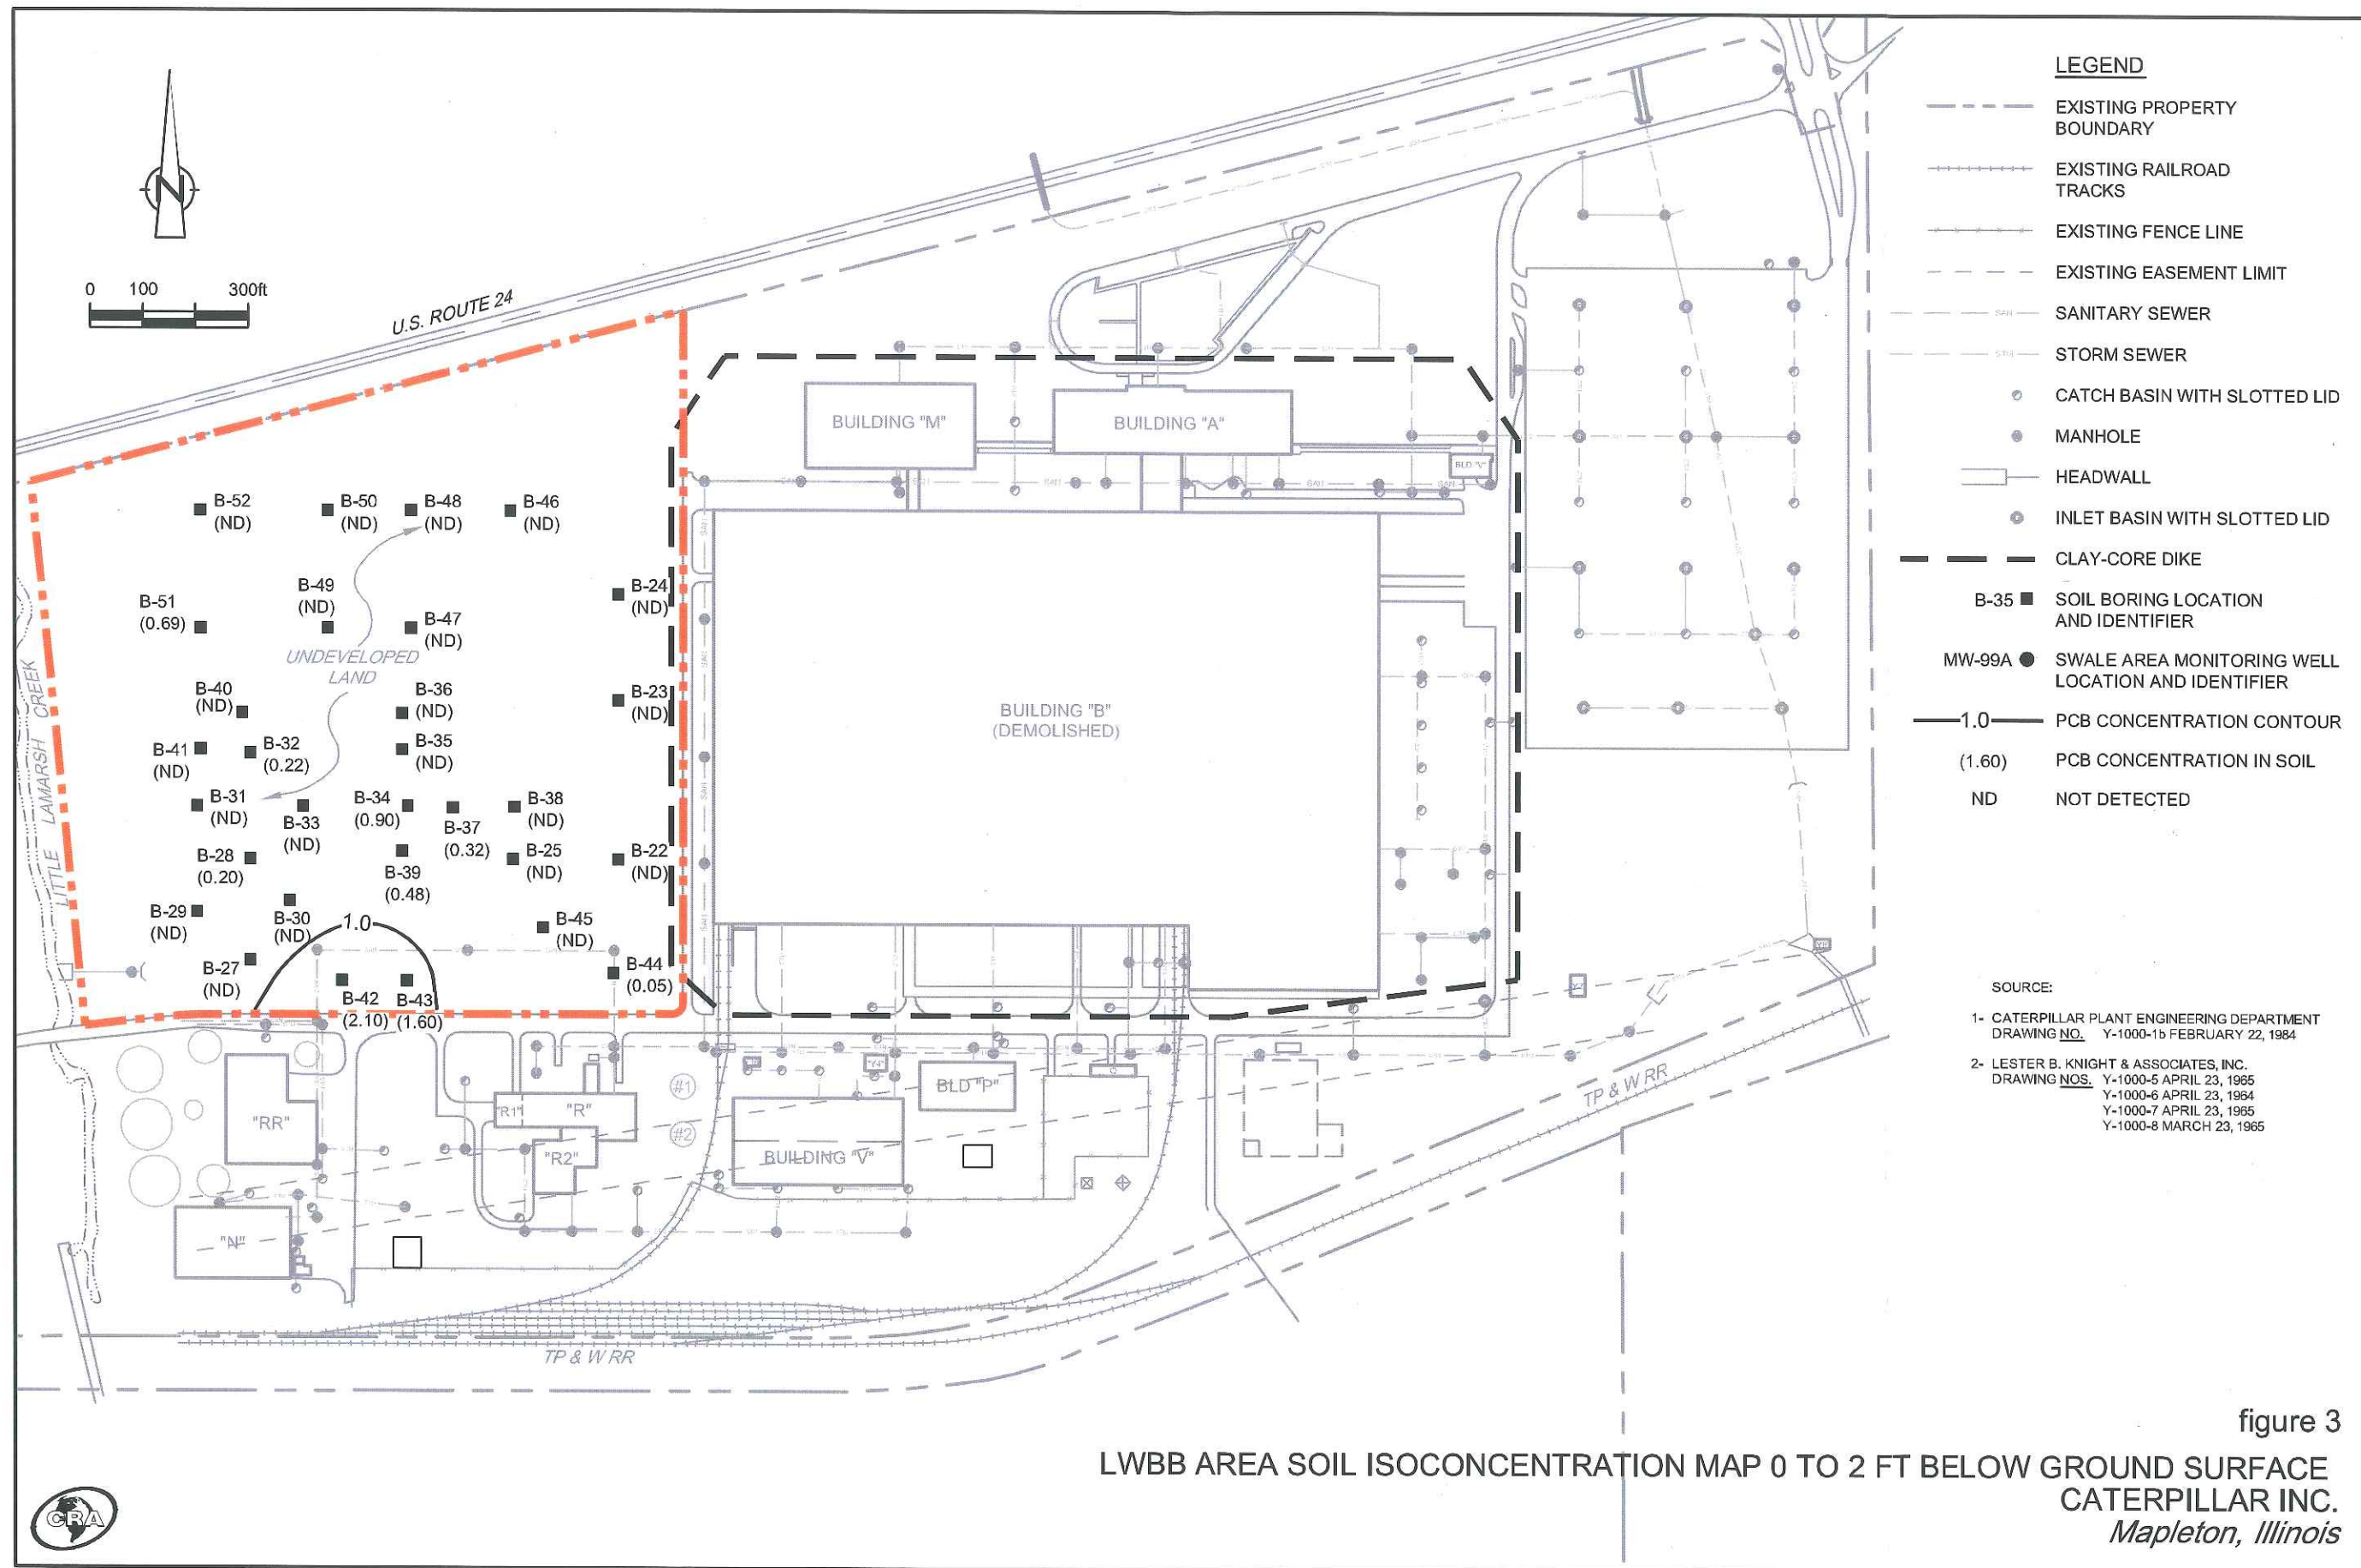 N
0 100 300ft
U.S. ROUTE 24
B-52
(ND)
B-50
(ND)
B-48
(ND)
B-46
(ND)
B-49
(ND)
B-51
(0.69)
B-47
(ND)
B-24
(ND)
UNDEVELOPED
LAND
B-40
(ND)
B-36
(ND)
B-23
(ND)
B-41
(ND)
B-32
(0.22)
B-35
(ND)
B-31
(ND)
B-33
(ND)
B-34
(0.90)
B-37
(0.32)
B-38
(ND)
B-28
(0.20)
B-39
(0.48)
B-25
(ND)
B-22
(ND)
B-29
(ND)
B-30
(ND)
1.0
B-45
(ND)
B-27
(ND)
B-42
(2.10)
B-43
(1.60)
B-44
(0.05)
LITTLE LAMARSH CREEK
BUILDING "M"
BUILDING "A"
BLD "V"
BUILDING "B"
(DEMOLISHED)
"RR"
"R1"
"R"
"R2"
#1
#2
BUILDING "V"
BLD "P"
"N"
TP & W RR
TP & W RR
LEGEND
EXISTING PROPERTY
BOUNDARY
EXISTING RAILROAD
TRACKS
EXISTING FENCE LINE
EXISTING EASEMENT LIMIT
SAN SANITARY SEWER
STM STORM SEWER
CATCH BASIN WITH SLOTTED LID
MANHOLE
HEADWALL
INLET BASIN WITH SLOTTED LID
CLAY-CORE DIKE
B-35 SOIL BORING LOCATION
AND IDENTIFIER
MW-99A SWALE AREA MONITORING WELL
LOCATION AND IDENTIFIER
1.0 PCB CONCENTRATION CONTOUR
(1.60) PCB CONCENTRATION IN SOIL
ND NOT DETECTED
SOURCE:
1- CATERPILLAR PLANT ENGINEERING DEPARTMENT
DRAWING NO. Y-1000-1b FEBRUARY 22, 1984
2- LESTER B. KNIGHT & ASSOCIATES, INC.
DRAWING NOS. Y-1000-5 APRIL 23, 1965
Y-1000-6 APRIL 23, 1964
Y-1000-7 APRIL 23, 1965
Y-1000-8 MARCH 23, 1965
figure 3
LWBB AREA SOIL ISOCONCENTRATION MAP 0 TO 2 FT BELOW GROUND SURFACE
CATERPILLAR INC.
Mapleton, Illinois
CRA